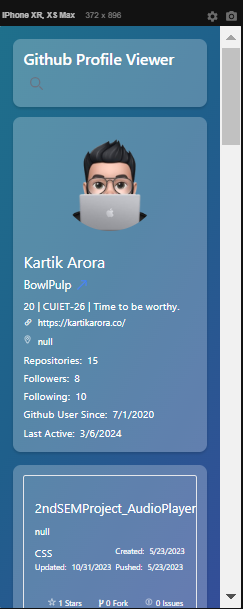 iPhone XR, XS Max 372 x 896
Github Profile Viewer
Kartik Arora
BowlPulp
20 | CUIET-26 | Time to be worthy.
https://kartikarora.co/
null
Repositories: 15
Followers: 8
Following: 10
Github User Since: 7/1/2020
Last Active: 3/6/2024
2ndSEMProject_AudioPlayer
null
CSS Created: 5/23/2023
Updated: 10/31/2023 Pushed: 5/23/2023
1 Stars 0 Fork 0 Issues